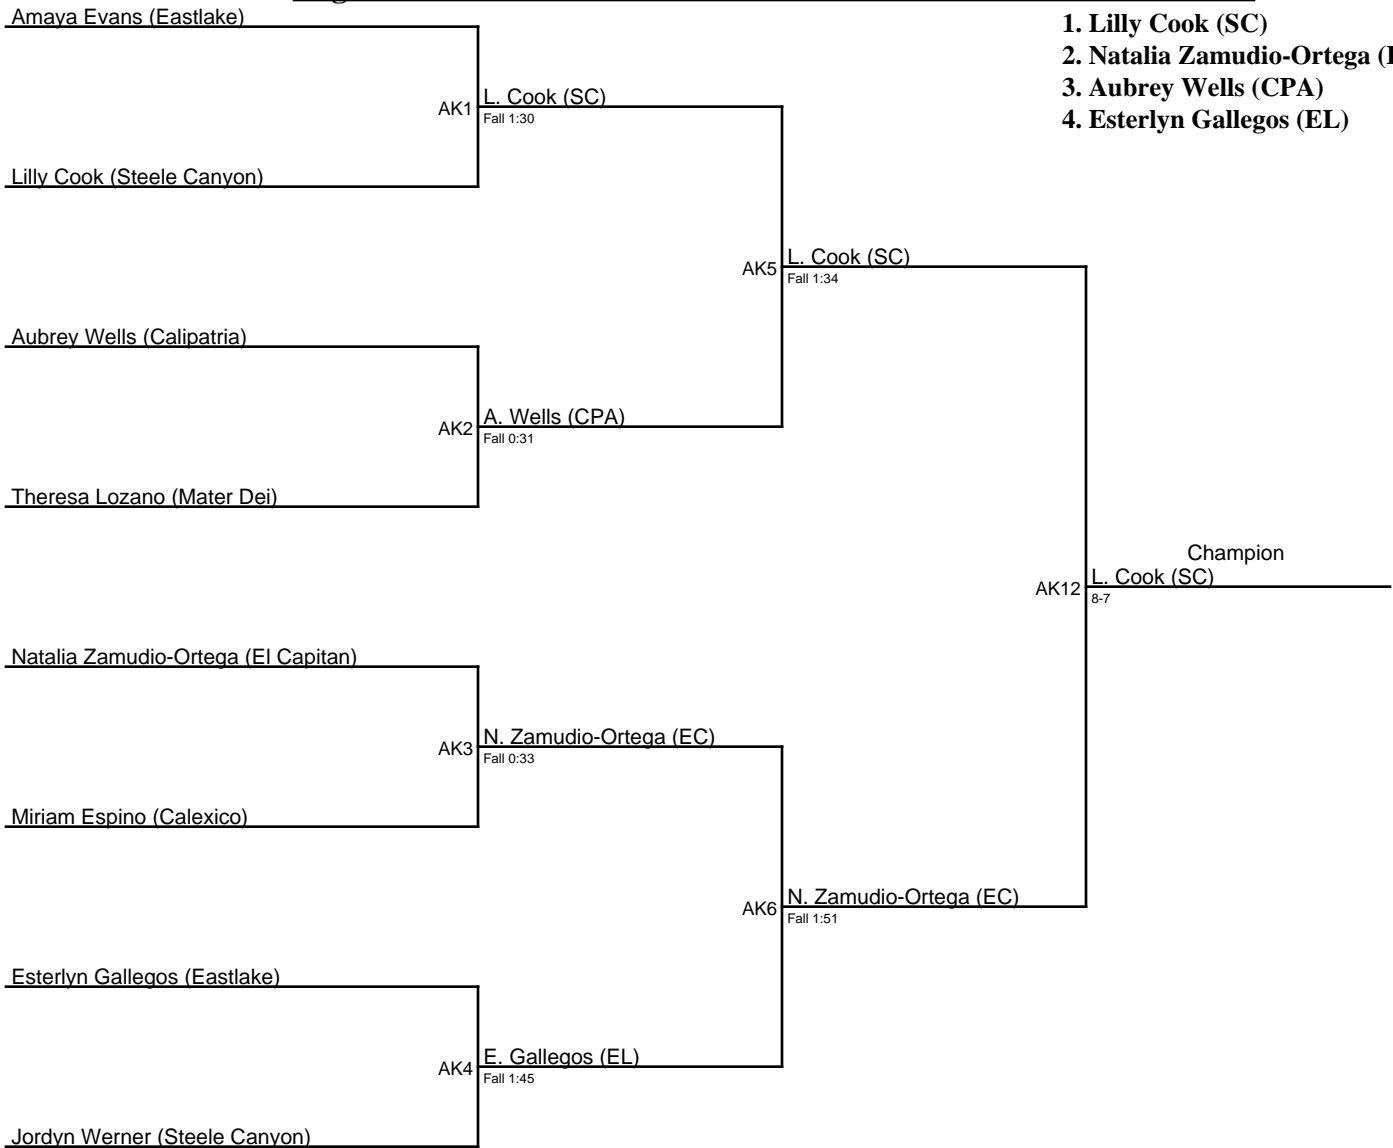 Amaya Evans (Eastlake)
1. Lilly Cook (SC)
2. Natalia Zamudio-Ortega (
3. Aubrey Wells (CPA)
4. Esterlyn Gallegos (EL)
AK1
L. Cook (SC)
Fall 1:30
Lilly Cook (Steele Canyon)
AK5
L. Cook (SC)
Fall 1:34
Aubrey Wells (Calipatria)
AK2
A. Wells (CPA)
Fall 0:31
Theresa Lozano (Mater Dei)
Champion
AK12
L. Cook (SC)
8-7
Natalia Zamudio-Ortega (El Capitan)
AK3
N. Zamudio-Ortega (EC)
Fall 0:33
Miriam Espino (Calexico)
AK6
N. Zamudio-Ortega (EC)
Fall 1:51
Esterlyn Gallegos (Eastlake)
AK4
E. Gallegos (EL)
Fall 1:45
Jordyn Werner (Steele Canyon)